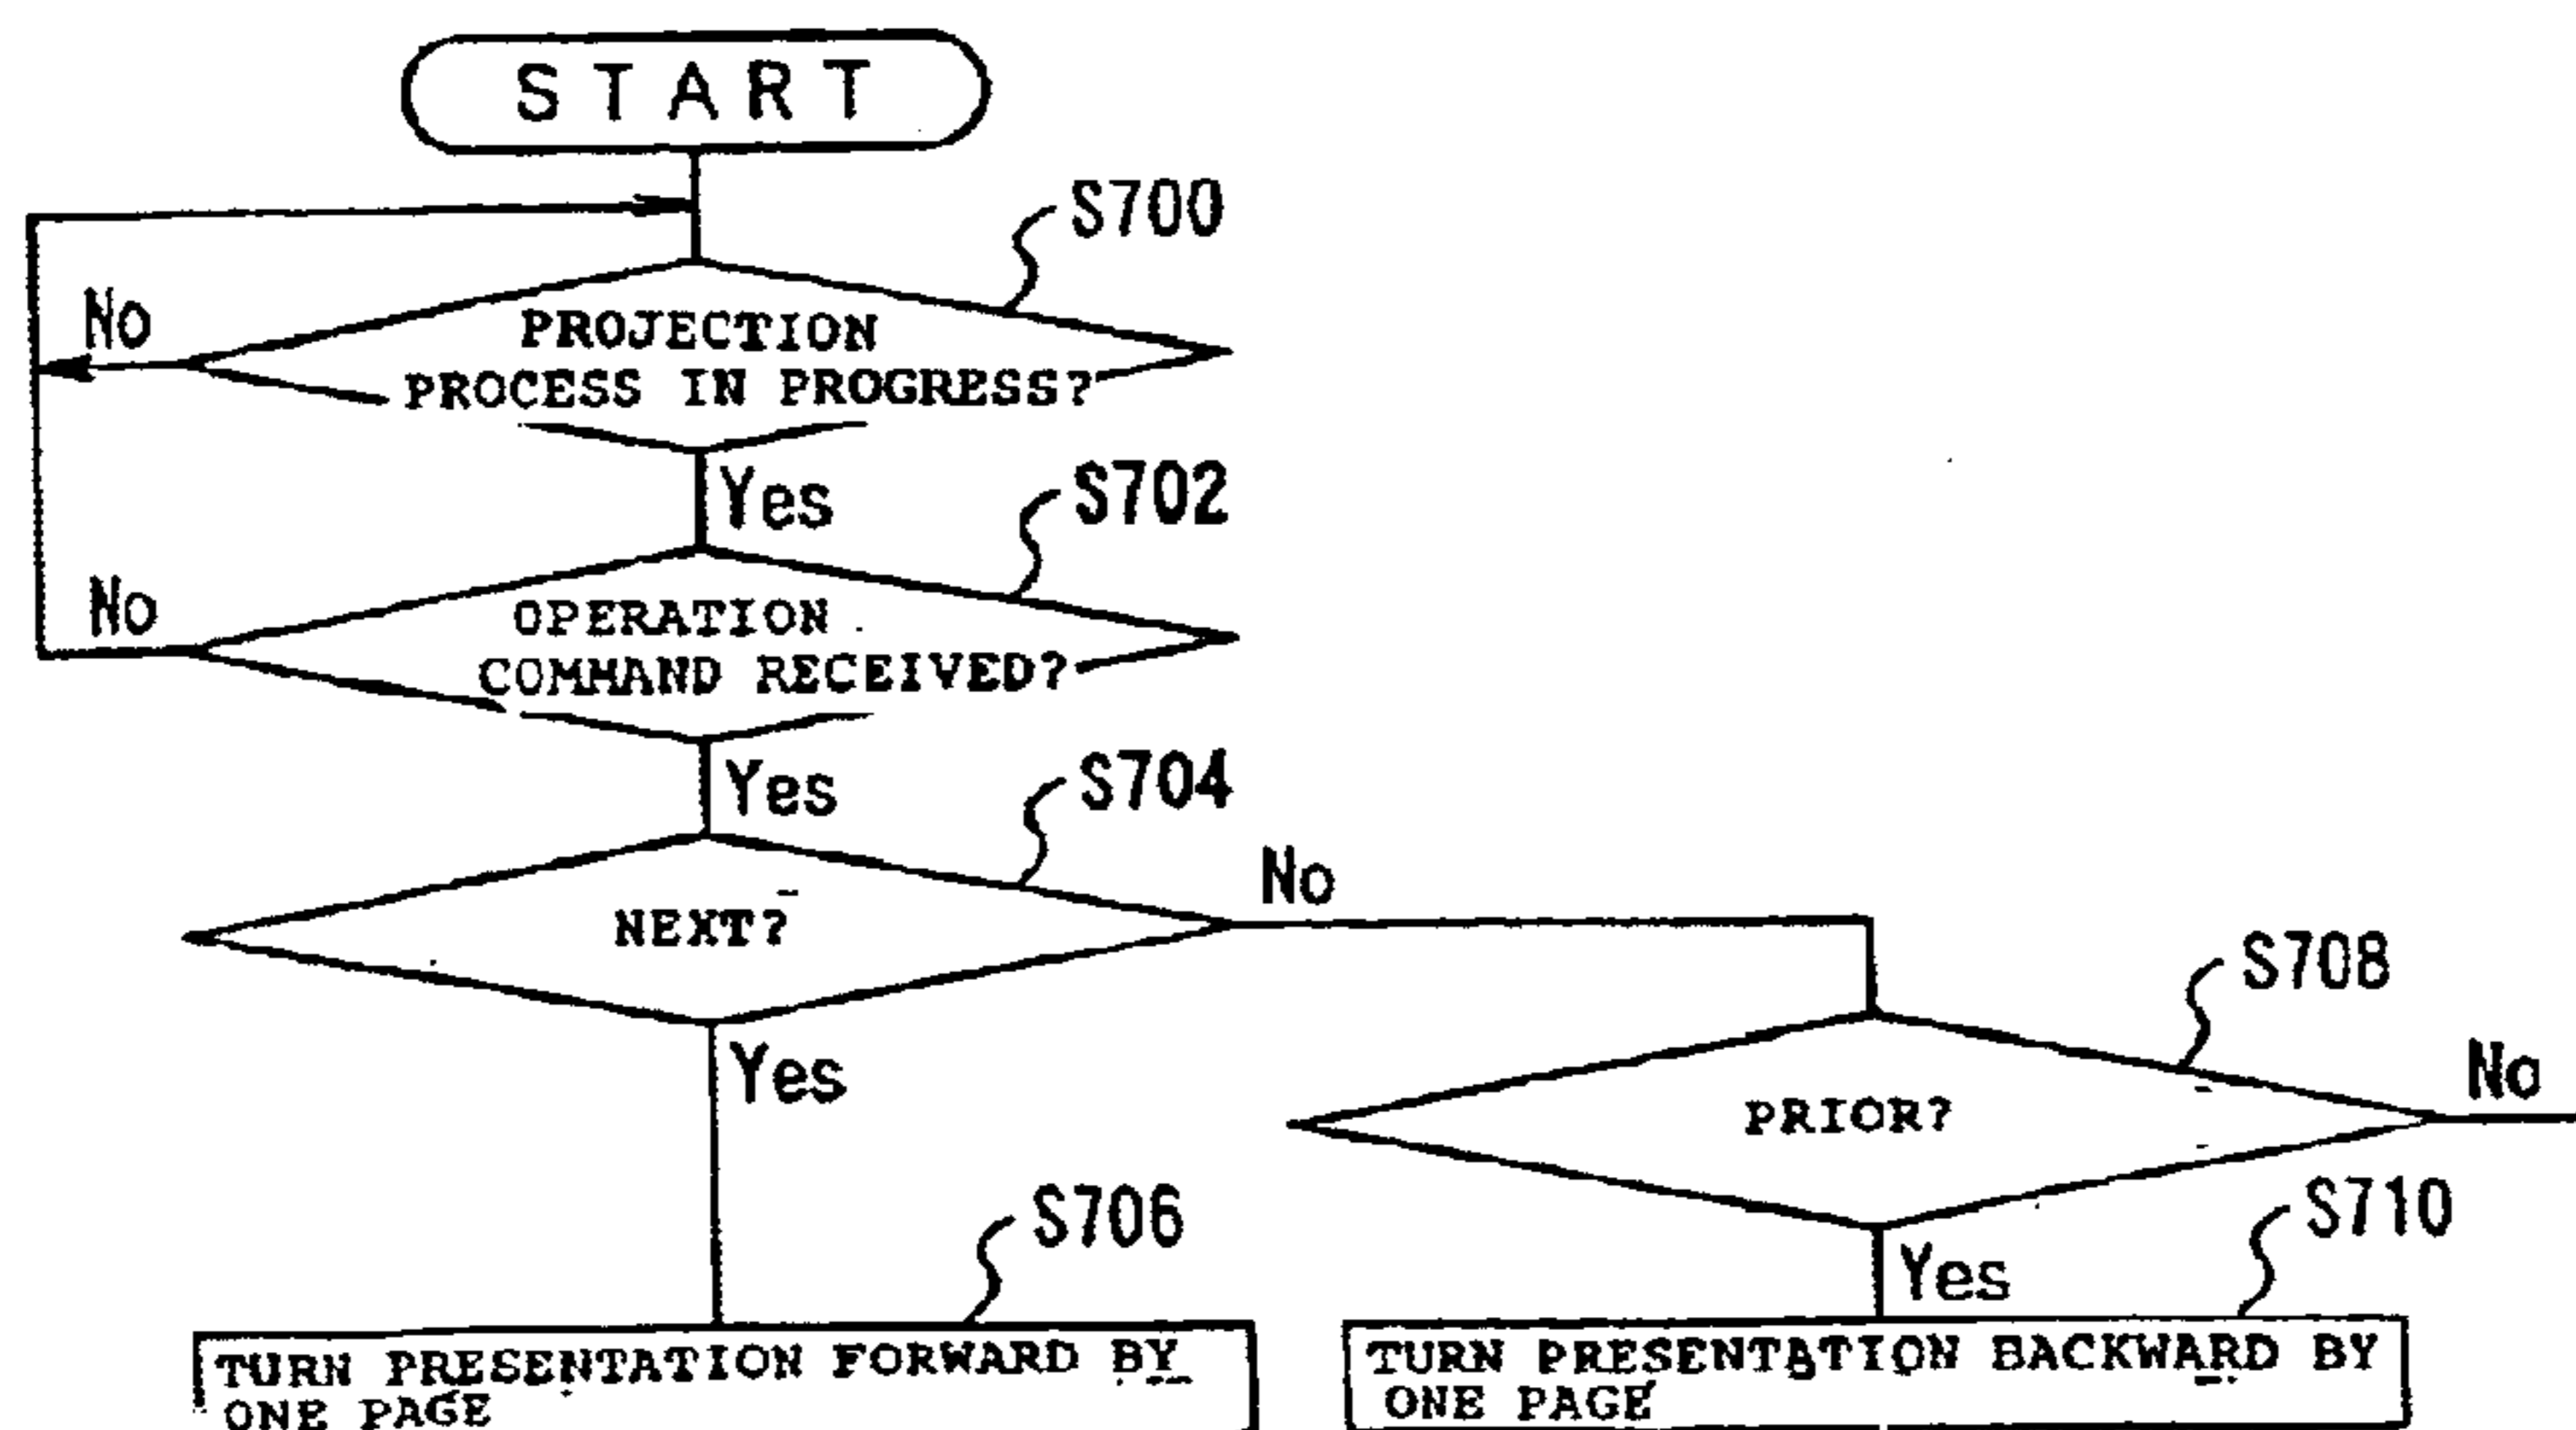 START
S700
No
PROJECTION
PROCESS IN PROGRESS?
Yes
S702
No
OPERATION
COMMAND RECEIVED?
Yes
S704
No
NEXT?
Yes
S708
No
PRIOR?
S706
S710
Yes
TURN PRESENTATION FORWARD BY
ONE PAGE
TURN PRESENTATION BACKWARD BY
ONE PAGE